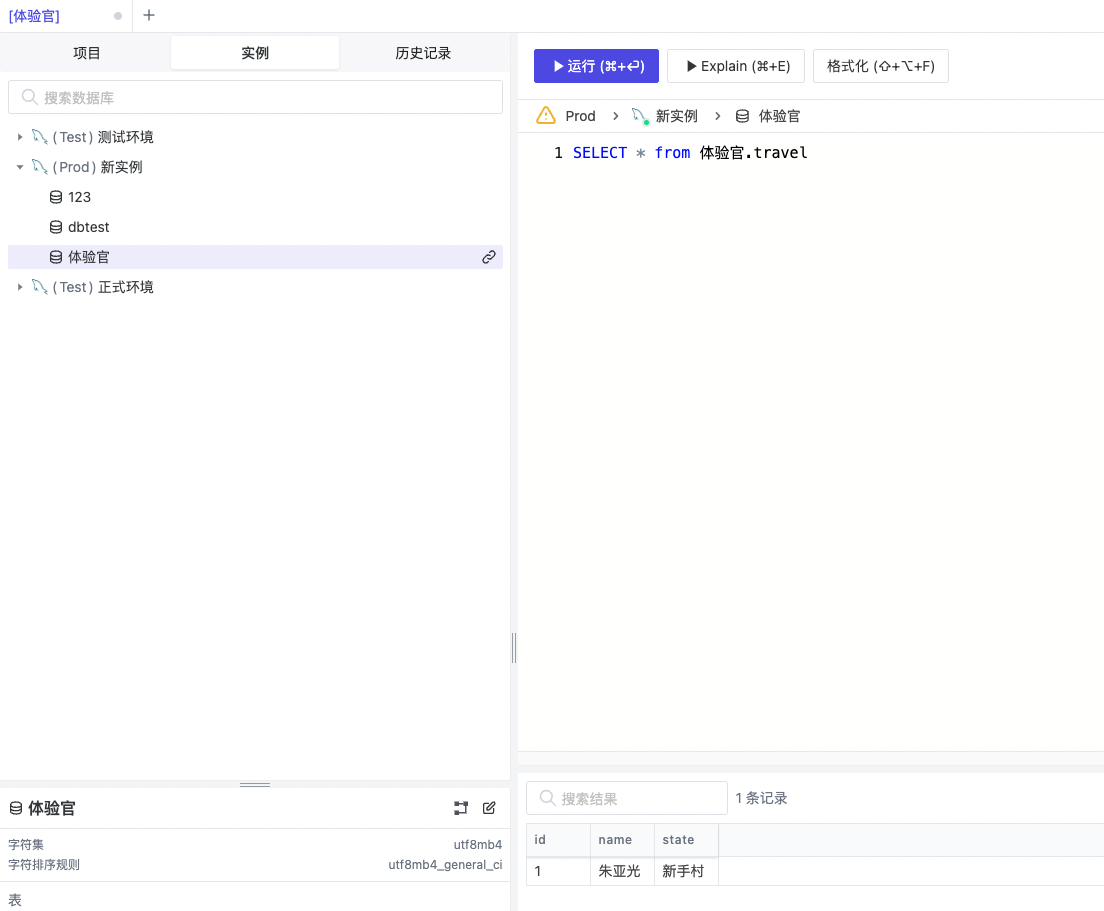 [体验官]
项目 实例 历史记录
搜索数据库
(Test) 测试环境
(Prod) 新实例
123
dbtest
体验官
(Test) 正式环境
体验官
字符集 utf8mb4
字符排序规则 utf8mb4_general_ci
表
运行 (⌘+⏎) Explain (⌘+E) 格式化 (⇧+⌥+F)
Prod > 新实例 > 体验官
1 SELECT * from 体验官.travel
搜索结果 1 条记录
id name state
1 朱亚光 新手村